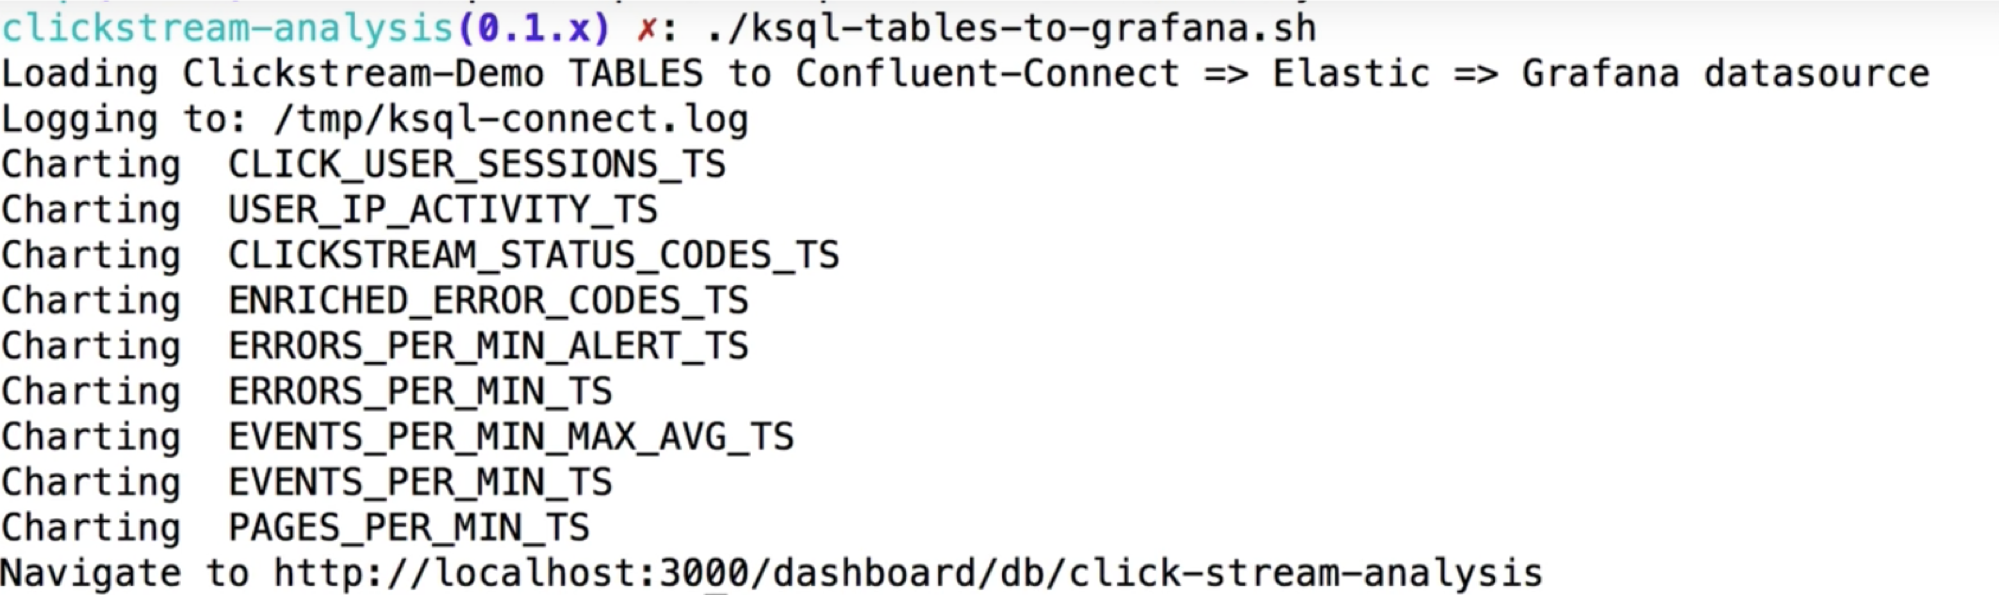 clickstream-analysis(0.1.x) ✗: ./ksql-tables-to-grafana.sh
Loading Clickstream-Demo TABLES to Confluent-Connect => Elastic => Grafana datasource
Logging to: /tmp/ksql-connect.log
Charting  CLICK_USER_SESSIONS_TS
Charting  USER_IP_ACTIVITY_TS
Charting  CLICKSTREAM_STATUS_CODES_TS
Charting  ENRICHED_ERROR_CODES_TS
Charting  ERRORS_PER_MIN_ALERT_TS
Charting  ERRORS_PER_MIN_TS
Charting  EVENTS_PER_MIN_MAX_AVG_TS
Charting  EVENTS_PER_MIN_TS
Charting  PAGES_PER_MIN_TS
Navigate to http://localhost:3000/dashboard/db/click-stream-analysis